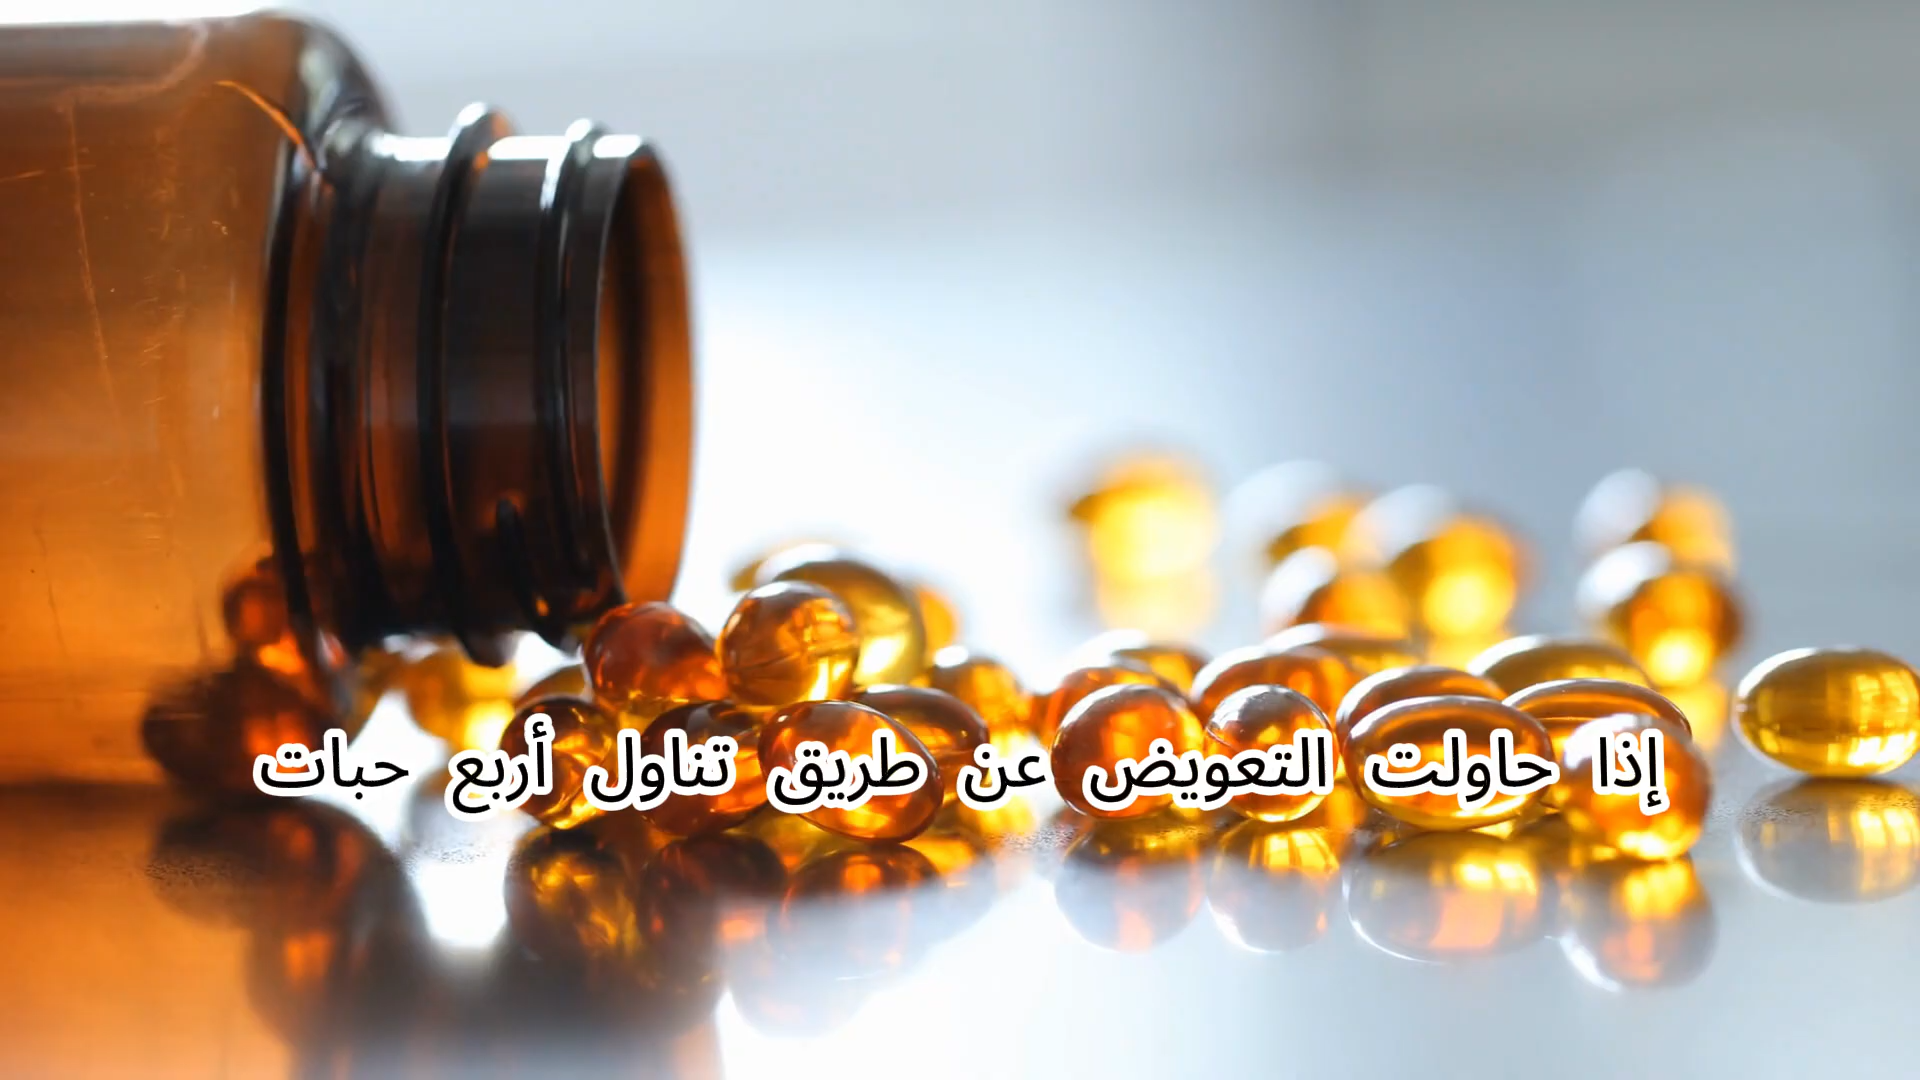 إذا حاولت التعويض عن طريق تناول أربع حبات